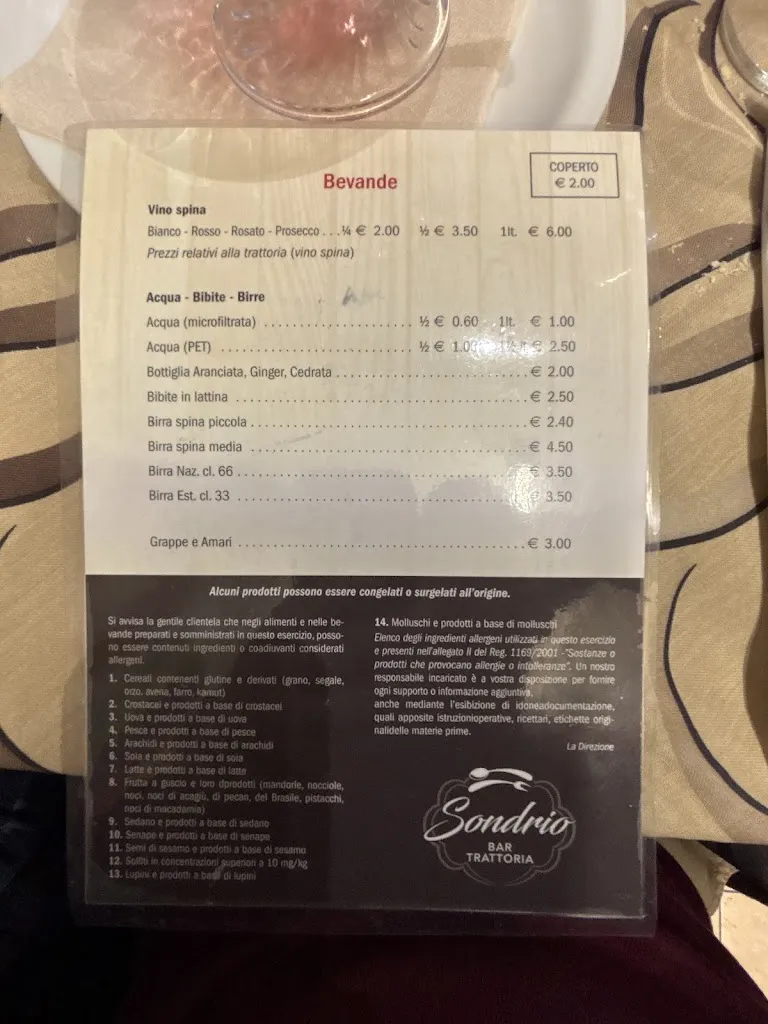 COPERTO
€ 2.00
Bevande
Vino spina
Bianco - Rosso - Rosato - Prosecco ...¼ € 2.00 ½ € 3.50 1lt. € 6.00
Prezzi relativi alla trattoria (vino spina)
Acqua - Bibite - Birre
Acqua (microfiltrata) ........................ ½ € 0.60 1lt. € 1.00
Acqua (PET) ................................ ½ € 1.00 1½ lt € 2.50
Bottiglia Aranciata, Ginger, Cedrata ................................ € 2.00
Bibite in lattina ................................................ € 2.50
Birra spina piccola ............................................. € 2.40
Birra spina media .............................................. € 4.50
Birra Naz. cl. 66 ............................................... € 3.50
Birra Est. cl. 33 ................................................ € 3.50
Grappe e Amari ................................................ € 3.00
Alcuni prodotti possono essere congelati o surgelati all'origine.
Si avvisa la gentile clientela che negli alimenti e nelle be-
vande preparati e somministrati in questo esercizio, posso-
no essere contenuti ingredienti o coadiuvanti considerati
allergeni.
1. Cereali contenenti glutine e derivati (grano, segale,
orzo, avena, farro, kamut)
2. Crostacei e prodotti a base di crostacei
3. Uova e prodotti a base di uova
4. Pesce e prodotti a base di pesce
5. Arachidi e prodotti a base di arachidi
6. Soia e prodotti a base di soia
7. Latte e prodotti a base di latte
8. Frutta a guscio e loro dprodotti (mandorle, nocciole,
noci, noci di acagiù, di pecan, del Brasile, pistacchi,
noci di macadamia)
9. Sedano e prodotti a base di sedano
10. Senape e prodotti a base di senape
11. Semi di sesamo e prodotti a base di sesamo
12. Solfiti in concentrazioni superiori a 10 mg/kg
13. Lupini e prodotti a base di lupini
14. Molluschi e prodotti a base di molluschi
Elenco degli ingredienti allergeni utilizzati in questo esercizio
e presenti nell'allegato II del Reg. 1169/2001 -"Sostanze o
prodotti che provocano allergie o intolleranze". Un nostro
responsabile incaricato è a vostra disposizione per fornire
ogni supporto o informazione aggiuntiva,
anche mediante l'esibizione di idoneadocumentazione,
quali apposite istruzionioperative, ricettari, etichette origi-
nalidelle materie prime.
La Direzione
Sondrio
BAR
TRATTORIA